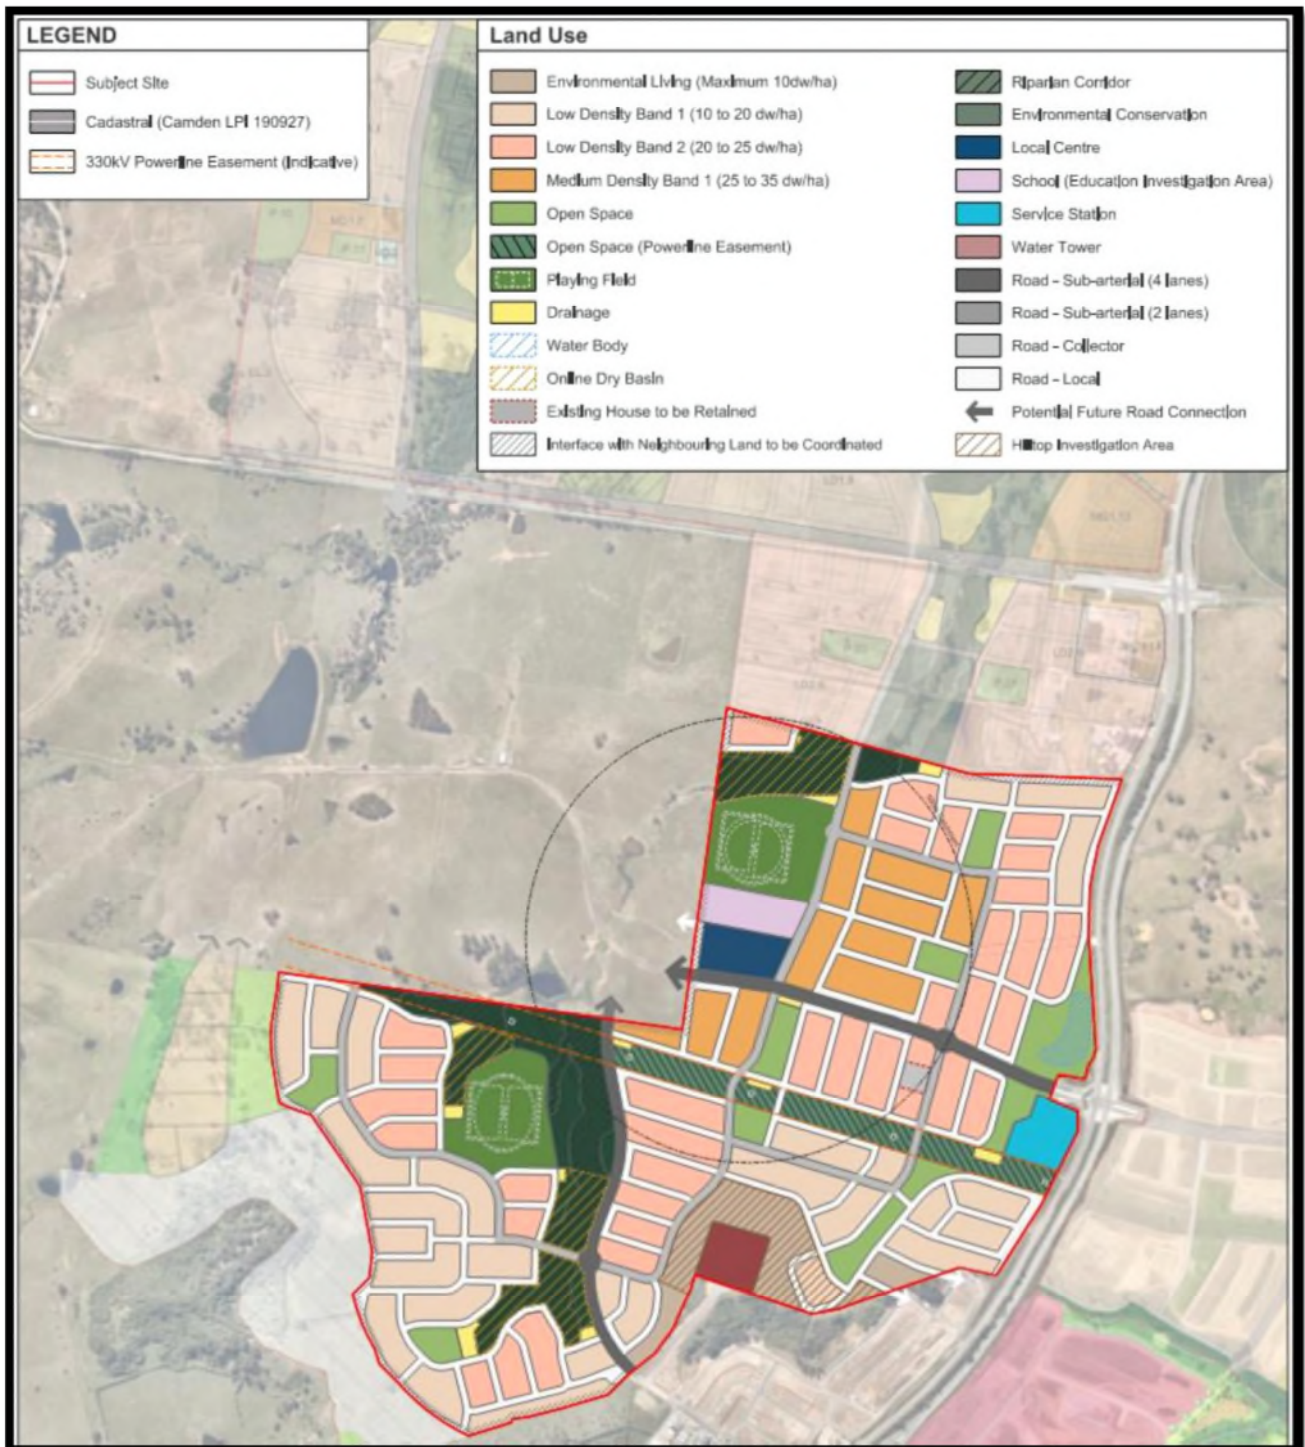 LEGEND
Subject Site
Cadastral (Camden LPI 190927)
330kV Powerline Easement (Indicative)
Land Use
Environmental Living (Maximum 10dw/ha)
Low Density Band 1 (10 to 20 dw/ha)
Low Density Band 2 (20 to 25 dw/ha)
Medium Density Band 1 (25 to 35 dw/ha)
Open Space
Open Space (Powerline Easement)
Playing Field
Drainage
Water Body
Online Dry Basin
Existing House to be Retained
Interface with Neighbouring Land to be Coordinated
Riparian Corridor
Environmental Conservation
Local Centre
School (Education Investigation Area)
Service Station
Water Tower
Road - Sub-arterial (4 lanes)
Road - Sub-arterial (2 lanes)
Road - Collector
Road - Local
Potential Future Road Connection
Hilltop Investigation Area